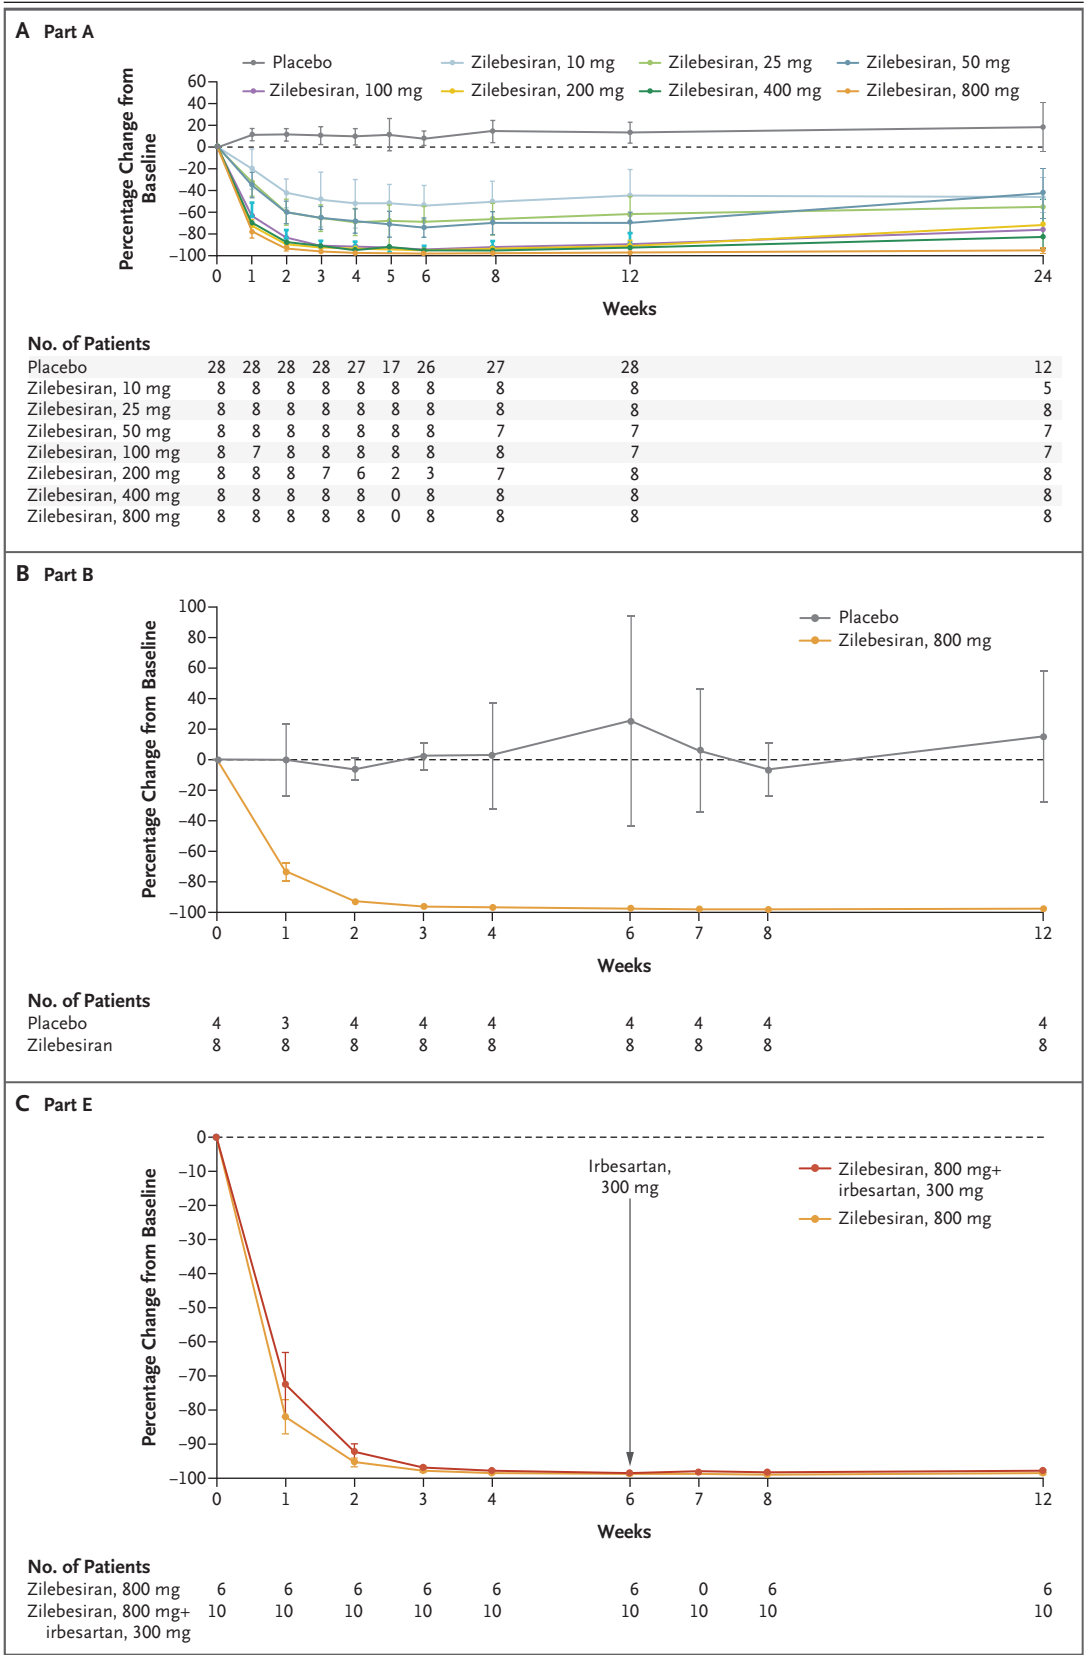 A Part A
Placebo Zilebesiran, 10 mg Zilebesiran, 25 mg Zilebesiran, 50 mg
Zilebesiran, 100 mg Zilebesiran, 200 mg Zilebesiran, 400 mg Zilebesiran, 800 mg
Percentage Change from
Baseline
60
40
20
0
–20
–40
–60
–80
–100
0 1 2 3 4 5 6 8 12 24
Weeks
No. of Patients
Placebo 28 28 28 28 27 17 26 27 28 12
Zilebesiran, 10 mg 8 8 8 8 8 8 8 8 8 5
Zilebesiran, 25 mg 8 8 8 8 8 8 8 8 8 8
Zilebesiran, 50 mg 8 8 8 8 8 8 8 7 7 7
Zilebesiran, 100 mg 8 7 8 8 8 8 8 8 7 7
Zilebesiran, 200 mg 8 8 8 7 6 2 3 7 8 8
Zilebesiran, 400 mg 8 8 8 8 8 0 8 8 8 8
Zilebesiran, 800 mg 8 8 8 8 8 0 8 8 8 8
B Part B
Placebo
Zilebesiran, 800 mg
Percentage Change from Baseline
100
80
60
40
20
0
–20
–40
–60
–80
–100
0 1 2 3 4 6 7 8 12
Weeks
No. of Patients
Placebo 4 3 4 4 4 4 4 4 4
Zilebesiran 8 8 8 8 8 8 8 8 8
C Part E
Irbesartan,
300 mg
Zilebesiran, 800 mg+
irbesartan, 300 mg
Zilebesiran, 800 mg
Percentage Change from Baseline
0
–10
–20
–30
–40
–50
–60
–70
–80
–90
–100
0 1 2 3 4 6 7 8 12
Weeks
No. of Patients
Zilebesiran, 800 mg 6 6 6 6 6 6 0 6 6
Zilebesiran, 800 mg+ 10 10 10 10 10 10 10 10 10
irbesartan, 300 mg